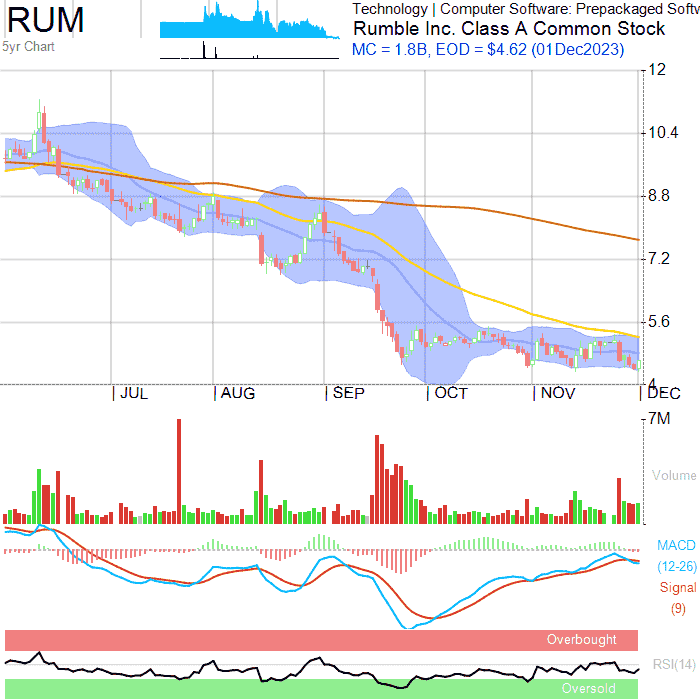 RUM
5yr Chart
Technology | Computer Software: Prepackaged Softw
Rumble Inc. Class A Common Stock
MC = 1.8B, EOD = $4.62 (01Dec2023)
12
10.4
8.8
7.2
5.6
4
JUL
AUG
SEP
OCT
NOV
DEC
7M
Volume
MACD
(12-26)
Signal
(9)
Overbought
RSI(14)
Oversold